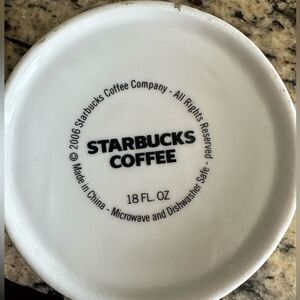 © 2006 Starbucks Coffee Company - All Rights Reserved
STARBUCKS
COFFEE
18 FL. OZ
Made in China - Microwave and Dishwasher Safe -